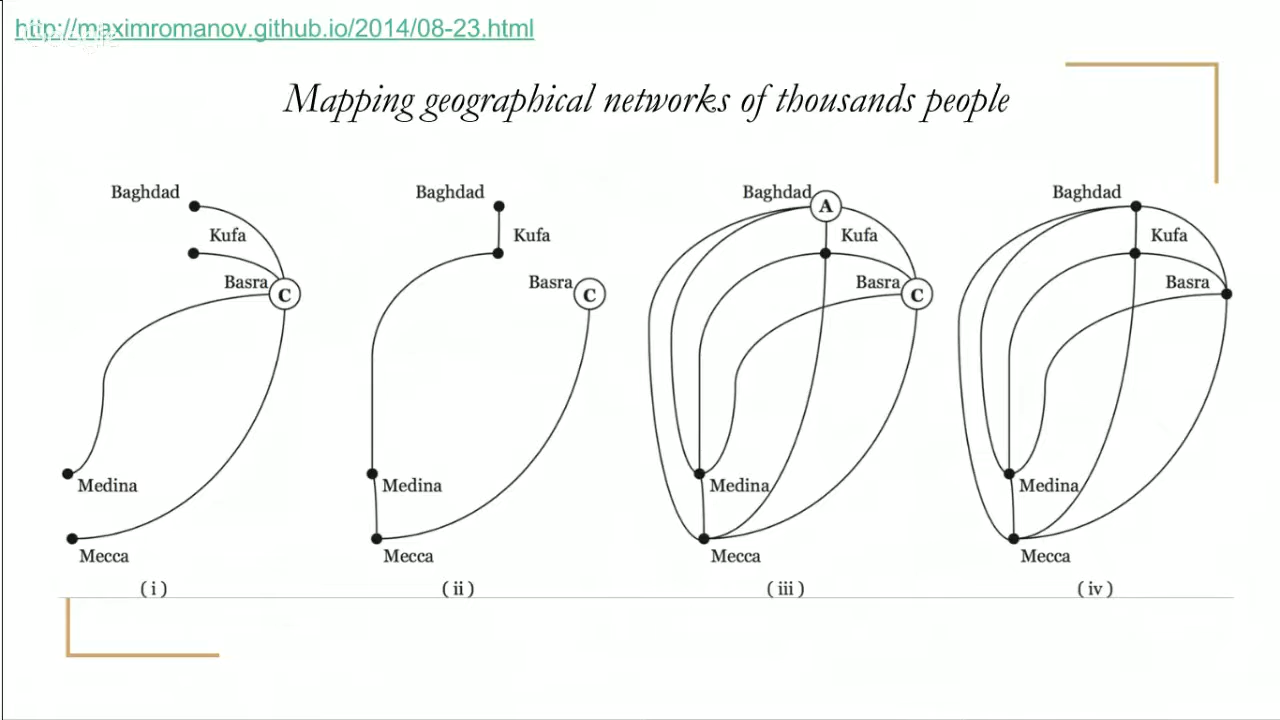 http://maximromanov.github.io/2014/08-23.html
Google
Mapping geographical networks of thousands people
Baghdad
Kufa
Basra
C
Medina
Mecca
( i )
Baghdad
Kufa
Basra
C
Medina
Mecca
( ii )
Baghdad
A
Kufa
Basra
C
Medina
Mecca
( iii )
Baghdad
Kufa
Basra
Medina
Mecca
( iv )